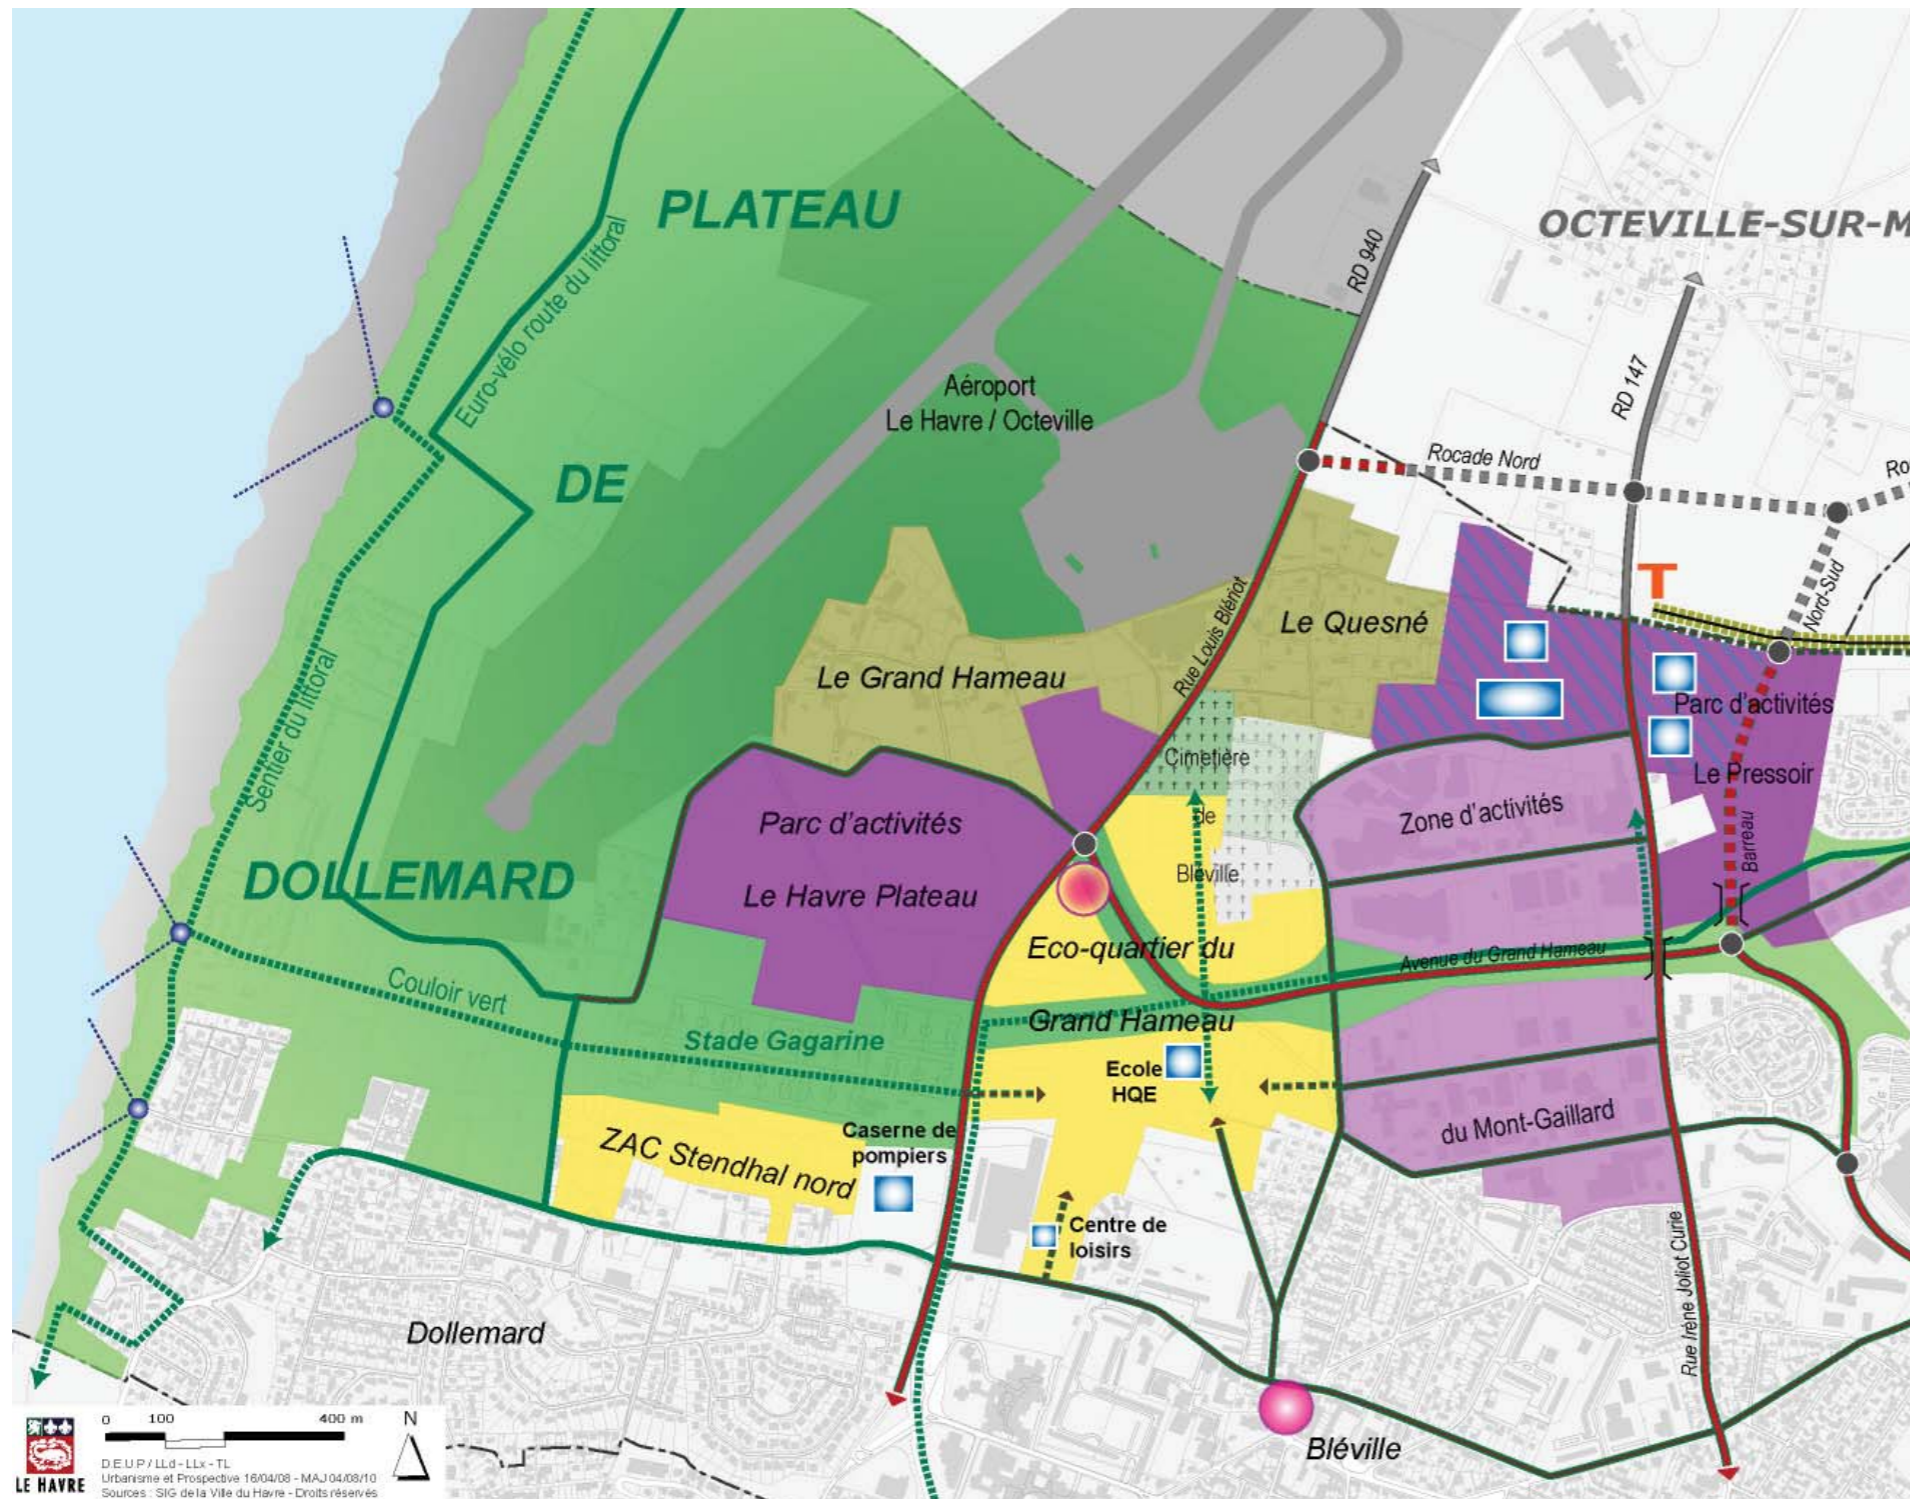 PLATEAU
OCTEVILLE-SUR-M
RD 940
Euro-vélo route du littoral
RD 147
Aéroport
Le Havre / Octeville
Rocade Nord
Ro
DE
Nord-Sud
T
Rue Louis Blériot
Le Quesné
Le Grand Hameau
Sentier du littoral
Parc d'activités
Le Pressoir
Cimetière
de
Bléville
Zone d'activités
Parc d'activités
Le Havre Plateau
Barreau
DOLLEMARD
Eco-quartier du
Grand Hameau
Avenue du Grand Hameau
Couloir vert
Stade Gagarine
Ecole
HQE
du Mont-Gaillard
ZAC Stendhal nord
Caserne de
pompiers
Centre de
loisirs
Rue Irène Joliot Curie
Dollemard
Bléville
LE HAVRE
0 100 400 m
N
D.E.U.P / LLd - LLx - TL
Urbanisme et Prospective 16/04/08 - MAJ 04/08/10
Sources : SIG de la Ville du Havre - Droits réservés